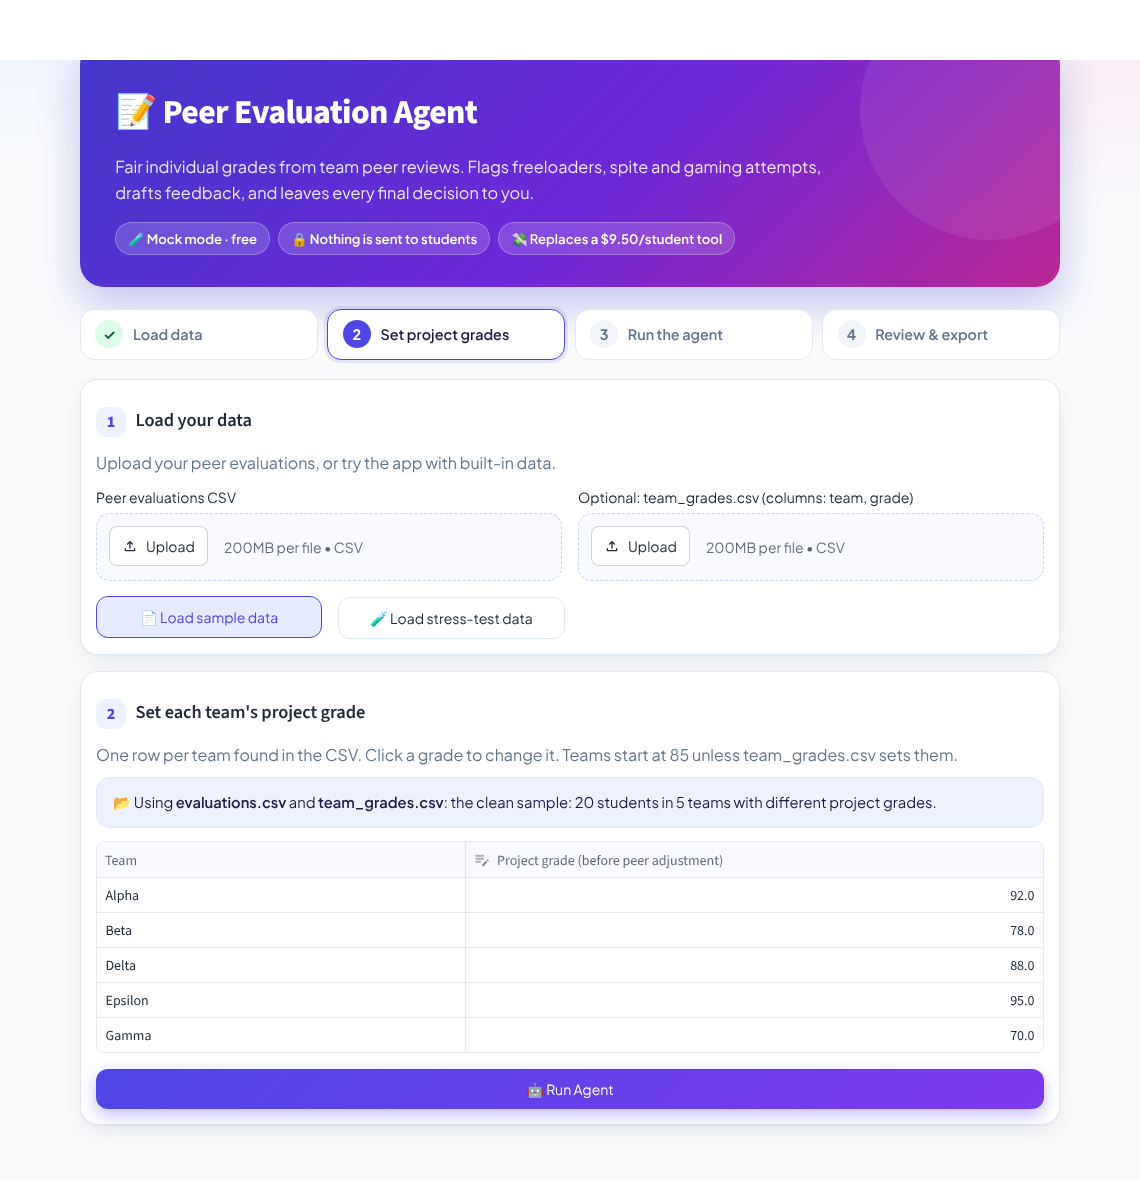 📝 Peer Evaluation Agent
Fair individual grades from team peer reviews. Flags freeloaders, spite and gaming attempts,
drafts feedback, and leaves every final decision to you.
🧪 Mock mode · free
🔒 Nothing is sent to students
💸 Replaces a $9.50/student tool
✓ Load data
2 Set project grades
3 Run the agent
4 Review & export
1 Load your data
Upload your peer evaluations, or try the app with built-in data.
Peer evaluations CSV
Upload 200MB per file • CSV
Optional: team_grades.csv (columns: team, grade)
Upload 200MB per file • CSV
📄 Load sample data
🧪 Load stress-test data
2 Set each team's project grade
One row per team found in the CSV. Click a grade to change it. Teams start at 85 unless team_grades.csv sets them.
📂 Using evaluations.csv and team_grades.csv: the clean sample: 20 students in 5 teams with different project grades.
Team Project grade (before peer adjustment)
Alpha 92.0
Beta 78.0
Delta 88.0
Epsilon 95.0
Gamma 70.0
🤖 Run Agent